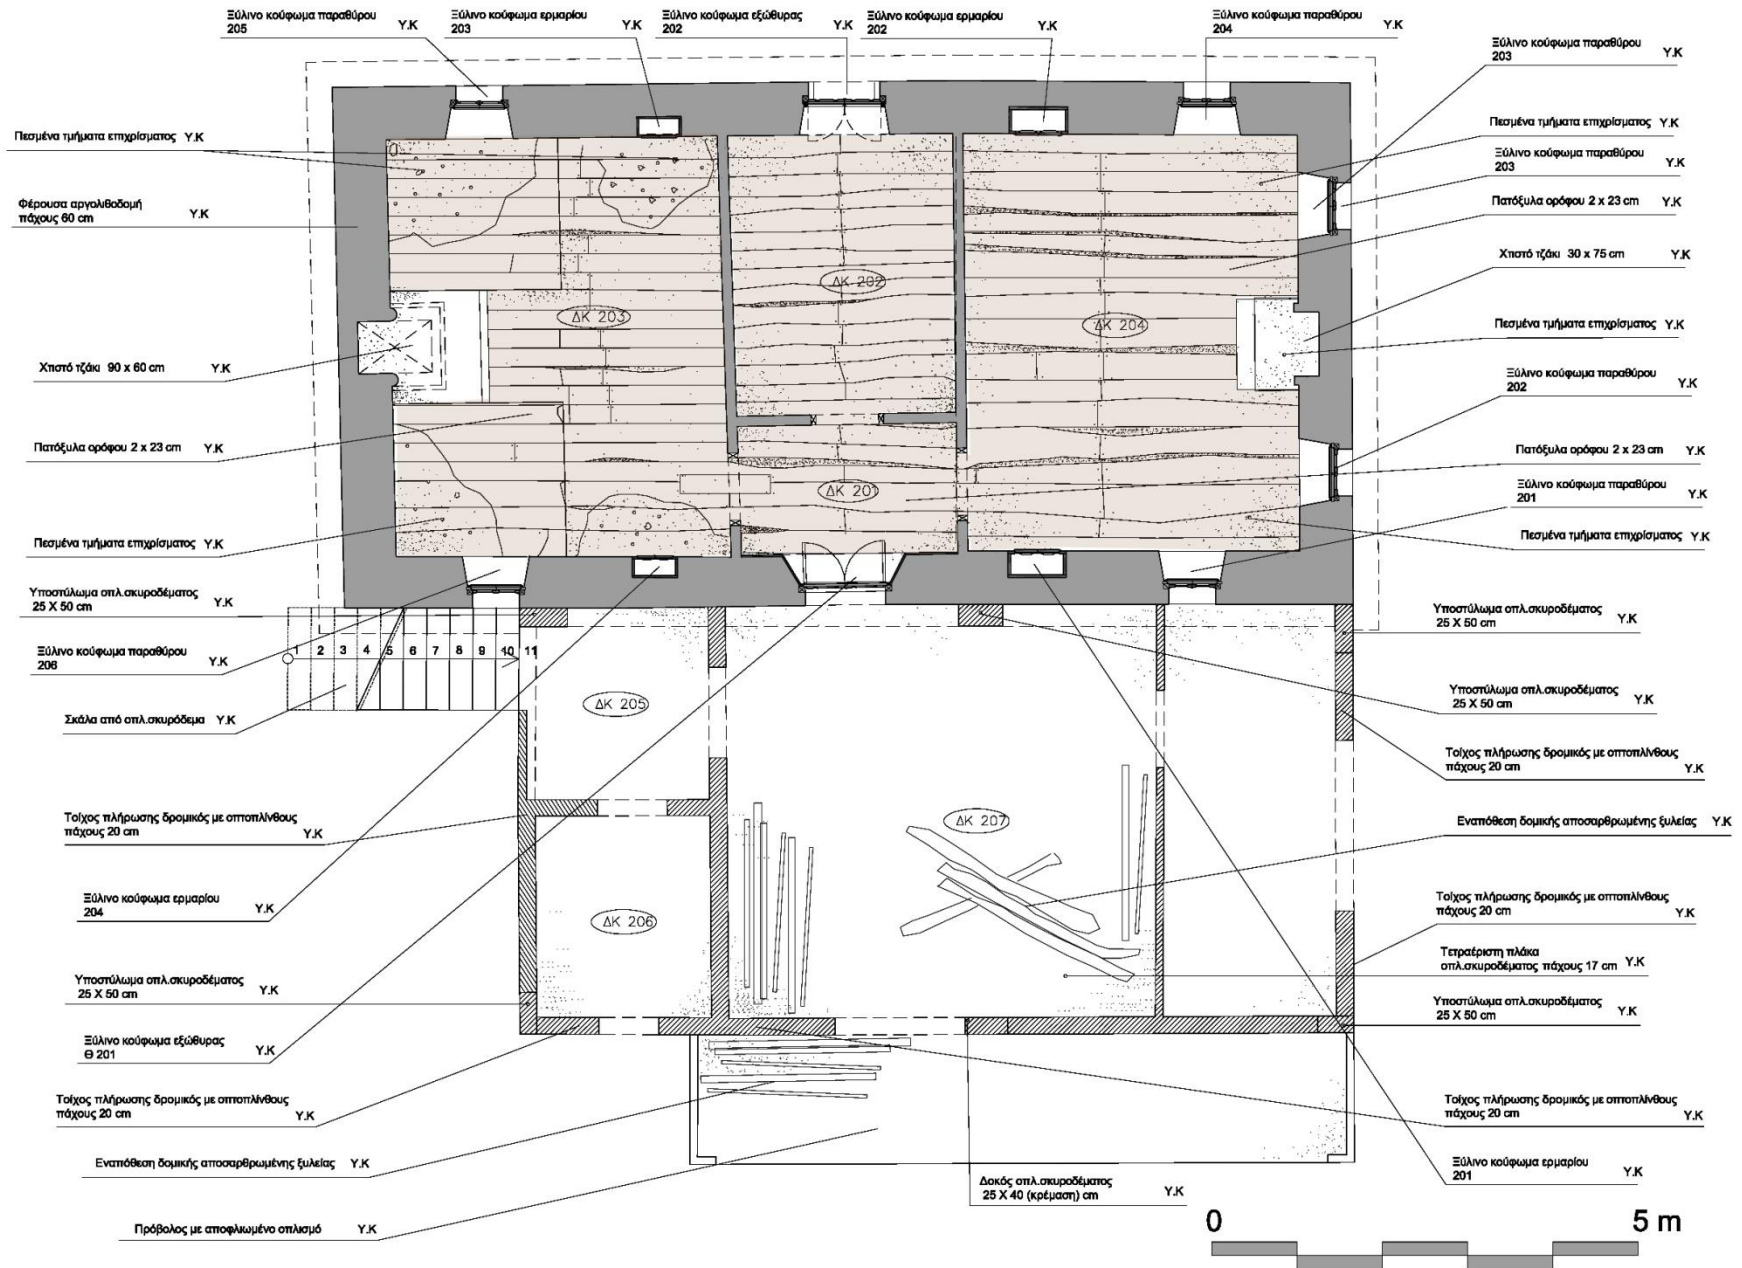 Ξύλινο κούφωμα παραθύρου
205 Υ.Κ
Ξύλινο κούφωμα ερμαρίου
203 Υ.Κ
Ξύλινο κούφωμα εξώθυρας
202 Υ.Κ
Ξύλινο κούφωμα ερμαρίου
202 Υ.Κ
Ξύλινο κούφωμα παραθύρου
204 Υ.Κ
Ξύλινο κούφωμα παραθύρου
203 Υ.Κ
Πεσμένα τμήματα επιχρίσματος Υ.Κ
Φέρουσα αργολιθοδομή
πάχους 60 cm Υ.Κ
Χτιστό τζάκι 90 x 60 cm Υ.Κ
Πατόξυλα ορόφου 2 x 23 cm Υ.Κ
Πεσμένα τμήματα επιχρίσματος Υ.Κ
Υποστύλωμα οπλ.σκυροδέματος
25 X 50 cm Υ.Κ
Ξύλινο κούφωμα παραθύρου
206 Υ.Κ
Σκάλα από οπλ.σκυρόδεμα Υ.Κ
Τοίχος πλήρωσης δρομικός με οπτοπλίνθους
πάχους 20 cm Υ.Κ
Ξύλινο κούφωμα ερμαρίου
204 Υ.Κ
Υποστύλωμα οπλ.σκυροδέματος
25 X 50 cm Υ.Κ
Ξύλινο κούφωμα εξώθυρας
Θ 201 Υ.Κ
Τοίχος πλήρωσης δρομικός με οπτοπλίνθους
πάχους 20 cm Υ.Κ
Εναπόθεση δομικής αποσαρθρωμένης ξυλείας Υ.Κ
Πρόβολος με αποφλιωμένο οπλισμό Υ.Κ
ΔΚ 203
ΔΚ 202
ΔΚ 204
ΔΚ 201
1 2 3 4 5 6 7 8 9 10 11
ΔΚ 205
ΔΚ 206
ΔΚ 207
Πεσμένα τμήματα επιχρίσματος Υ.Κ
Ξύλινο κούφωμα παραθύρου
203 Υ.Κ
Πατόξυλα ορόφου 2 x 23 cm Υ.Κ
Χτιστό τζάκι 30 x 75 cm Υ.Κ
Πεσμένα τμήματα επιχρίσματος Υ.Κ
Ξύλινο κούφωμα παραθύρου
202 Υ.Κ
Πατόξυλα ορόφου 2 x 23 cm Υ.Κ
Ξύλινο κούφωμα παραθύρου
201 Υ.Κ
Πεσμένα τμήματα επιχρίσματος Υ.Κ
Υποστύλωμα οπλ.σκυροδέματος
25 X 50 cm Υ.Κ
Υποστύλωμα οπλ.σκυροδέματος
25 X 50 cm Υ.Κ
Τοίχος πλήρωσης δρομικός με οπτοπλίνθους
πάχους 20 cm Υ.Κ
Εναπόθεση δομικής αποσαρθρωμένης ξυλείας Υ.Κ
Τοίχος πλήρωσης δρομικός με οπτοπλίνθους
πάχους 20 cm Υ.Κ
Τετραέριστη πλάκα
οπλ.σκυροδέματος πάχους 17 cm Υ.Κ
Υποστύλωμα οπλ.σκυροδέματος
25 X 50 cm Υ.Κ
Τοίχος πλήρωσης δρομικός με οπτοπλίνθους
πάχους 20 cm Υ.Κ
Ξύλινο κούφωμα ερμαρίου
201 Υ.Κ
Δοκός οπλ.σκυροδέματος
25 X 40 (κρέμαση) cm Υ.Κ
0 5 m